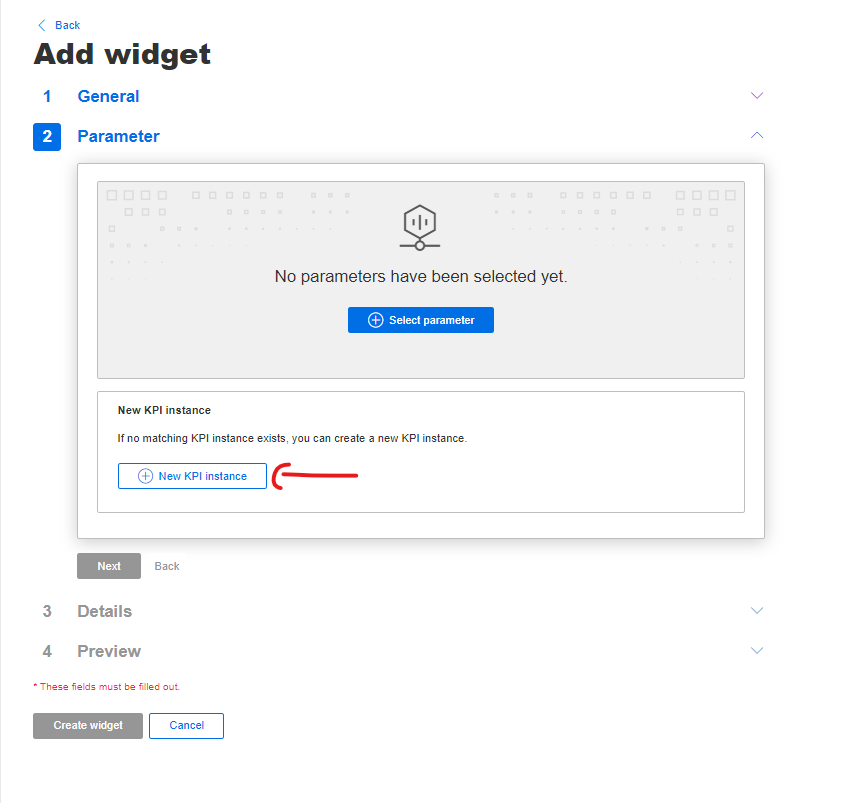 Back
Add widget
1 General
2 Parameter
No parameters have been selected yet.
Select parameter
New KPI instance
If no matching KPI instance exists, you can create a new KPI instance.
New KPI instance
Next Back
3 Details
4 Preview
* These fields must be filled out.
Create widget Cancel